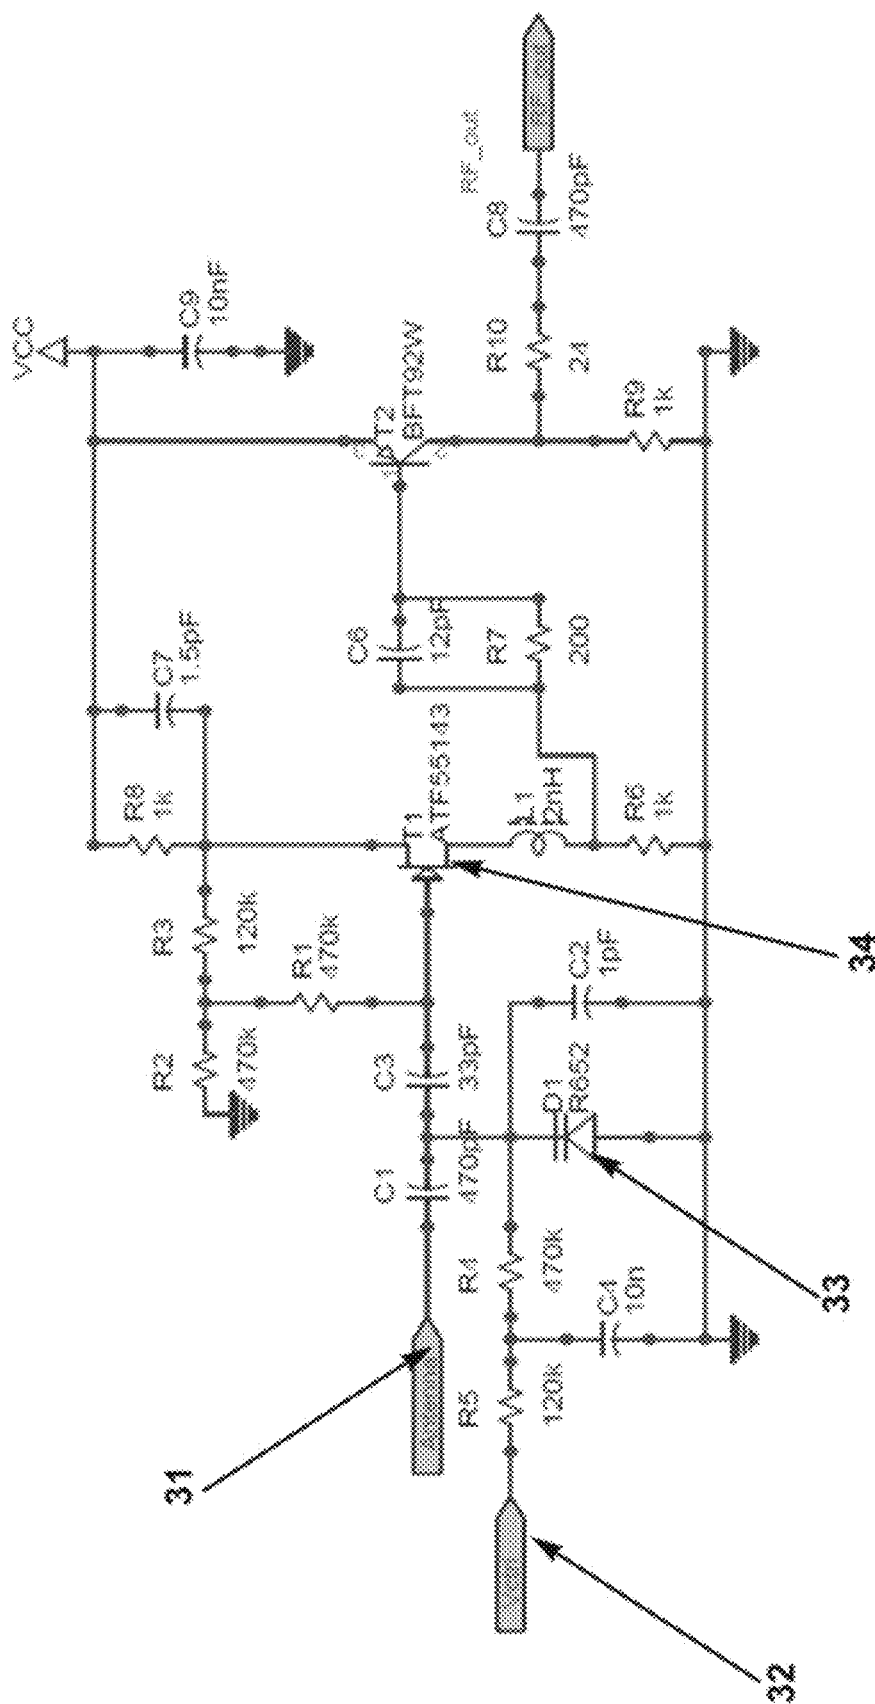 VCC
C9
10nF
RF_out
C8
470pF
R10
24
R9
1k
T2
BFT92W
C7
1.5pF
C6
12pF
R7
200
R8
1k
T1
ATF55143
L1
2nH
R6
1k
R3
120k
R1
470k
R2
470k
C3
33pF
C1
470pF
C2
1pF
D1
R652
R4
470k
C4
10n
R5
120k
31
32
33
34